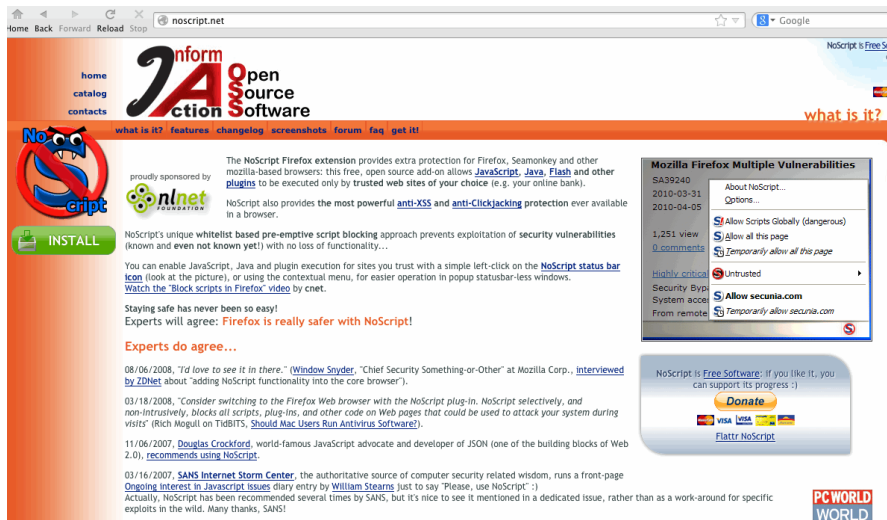 Home Back Forward Reload Stop
noscript.net
Google
home
catalog
contacts
Inform
Action
Open
Source
Software
NoScript is Free S
what is it?
what is it? features changelog screenshots forum faq get it!
No
Script
INSTALL
proudly sponsored by
nlnet
FOUNDATION
The NoScript Firefox extension provides extra protection for Firefox, Seamonkey and other
mozilla-based browsers: this free, open source add-on allows JavaScript, Java, Flash and other
plugins to be executed only by trusted web sites of your choice (e.g. your online bank).
NoScript also provides the most powerful anti-XSS and anti-Clickjacking protection ever available
in a browser.
NoScript's unique whitelist based pre-emptive script blocking approach prevents exploitation of security vulnerabilities
(known and even not known yet!) with no loss of functionality...
You can enable JavaScript, Java and plugin execution for sites you trust with a simple left-click on the NoScript status bar
icon (look at the picture), or using the contextual menu, for easier operation in popup statusbar-less windows.
Watch the "Block scripts in Firefox" video by cnet.
Staying safe has never been so easy!
Experts will agree: Firefox is really safer with NoScript!
Experts do agree...
08/06/2008, "I'd love to see it in there." (Window Snyder, "Chief Security Something-or-Other" at Mozilla Corp., interviewed
by ZDNet about "adding NoScript functionality into the core browser").
03/18/2008, "Consider switching to the Firefox Web browser with the NoScript plug-in. NoScript selectively, and
non-intrusively, blocks all scripts, plug-ins, and other code on Web pages that could be used to attack your system during
visits" (Rich Mogull on TidBITS, Should Mac Users Run Antivirus Software?).
11/06/2007, Douglas Crockford, world-famous JavaScript advocate and developer of JSON (one of the building blocks of Web
2.0), recommends using NoScript.
03/16/2007, SANS Internet Storm Center, the authoritative source of computer security related wisdom, runs a front-page
Ongoing interest in Javascript issues diary entry by William Stearns just to say "Please, use NoScript" :)
Actually, NoScript has been recommended several times by SANS, but it's nice to see it mentioned in a dedicated issue, rather than as a work-around for specific
exploits in the wild. Many thanks, SANS!
Mozilla Firefox Multiple Vulnerabilities
SA39240
2010-03-31
2010-04-05
1,251 view
0 comments
Highly critical
Security Byp
System acces
From remote
About NoScript...
Options...
Allow Scripts Globally (dangerous)
Allow all this page
Temporarily allow all this page
Untrusted
Allow secunia.com
Temporarily allow secunia.com
NoScript is Free Software: if you like it, you
can support its progress :)
Donate
VISA
Flattr NoScript
PC WORLD
WORLD